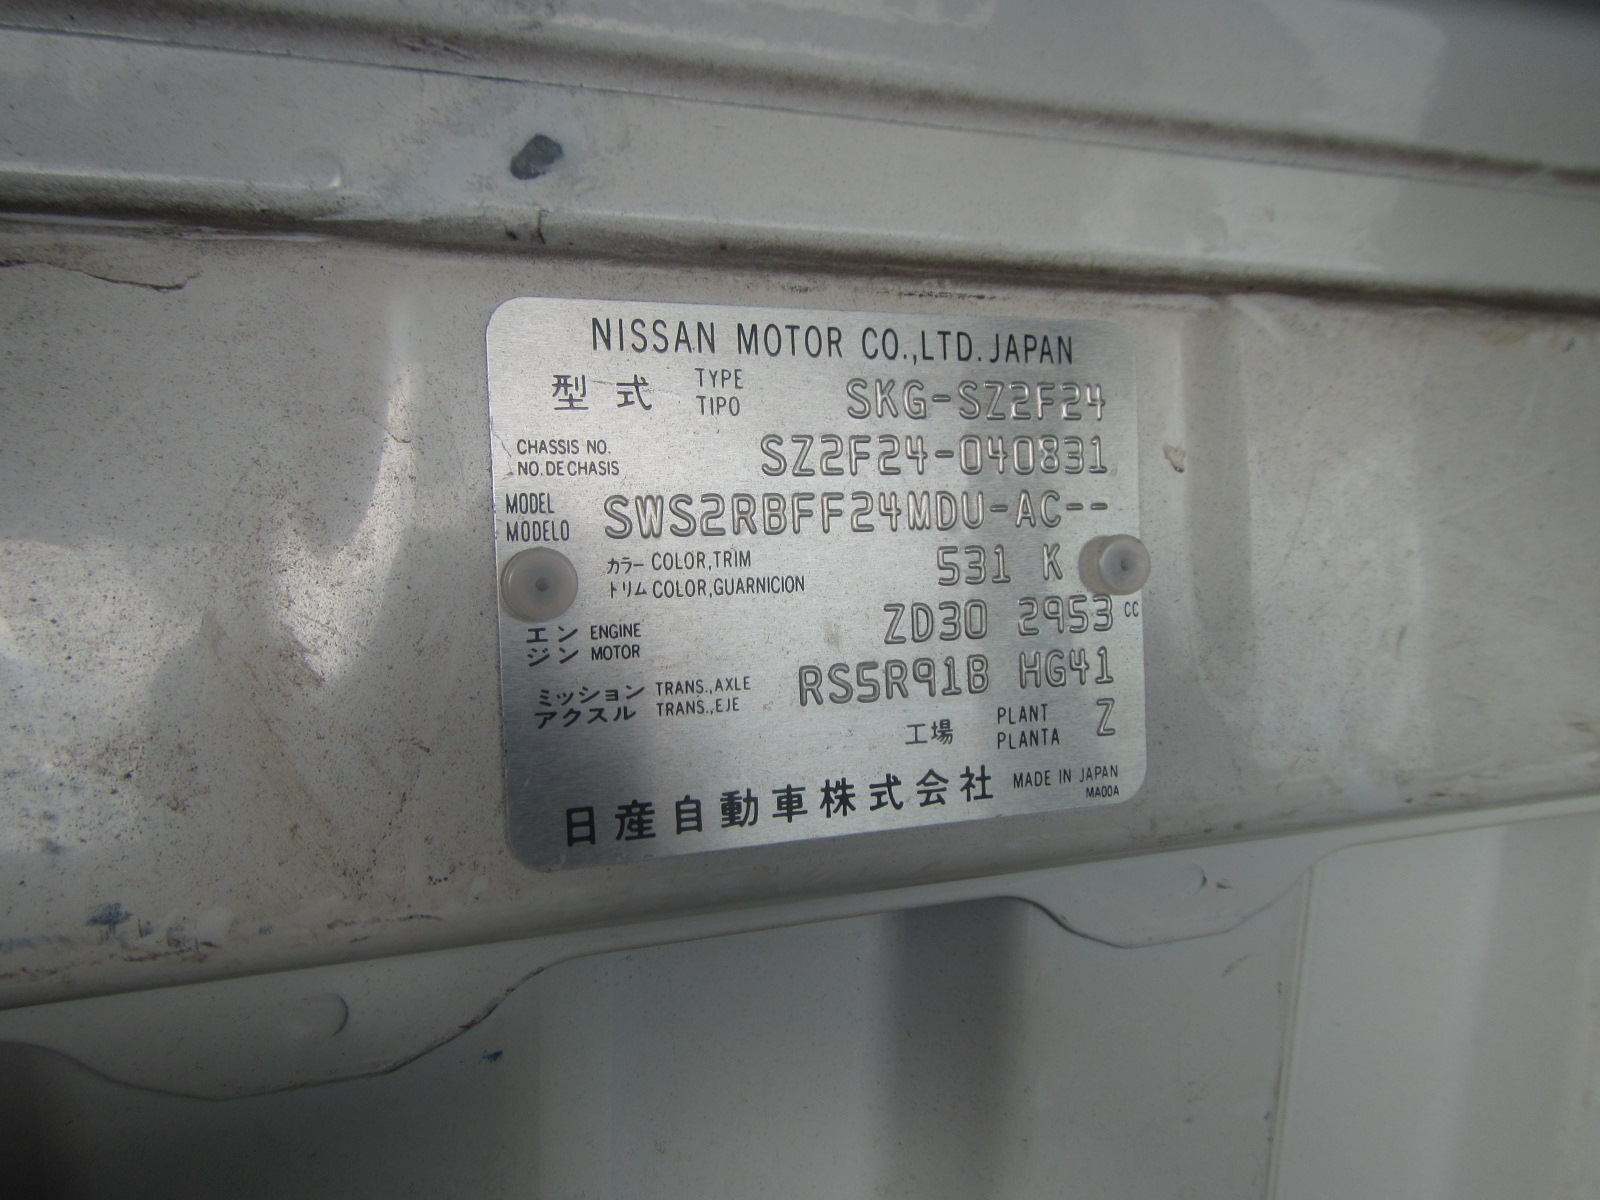 NISSAN MOTOR CO.,LTD. JAPAN
型式 TYPE TIPO SKG-SZ2F24
CHASSIS NO. NO. DE CHASIS SZ2F24-040831
MODEL MODELO SWS2RBFF24MDU-AC--
カラー COLOR,TRIM 531 K
トリム COLOR,GUARNICION
エンジン ENGINE MOTOR ZD30 2953 CC
ミッション TRANS.,AXLE RS5R91B HG41
アクスル TRANS.,EJE
工場 PLANT PLANTA Z
日産自動車株式会社 MADE IN JAPAN
MA00A